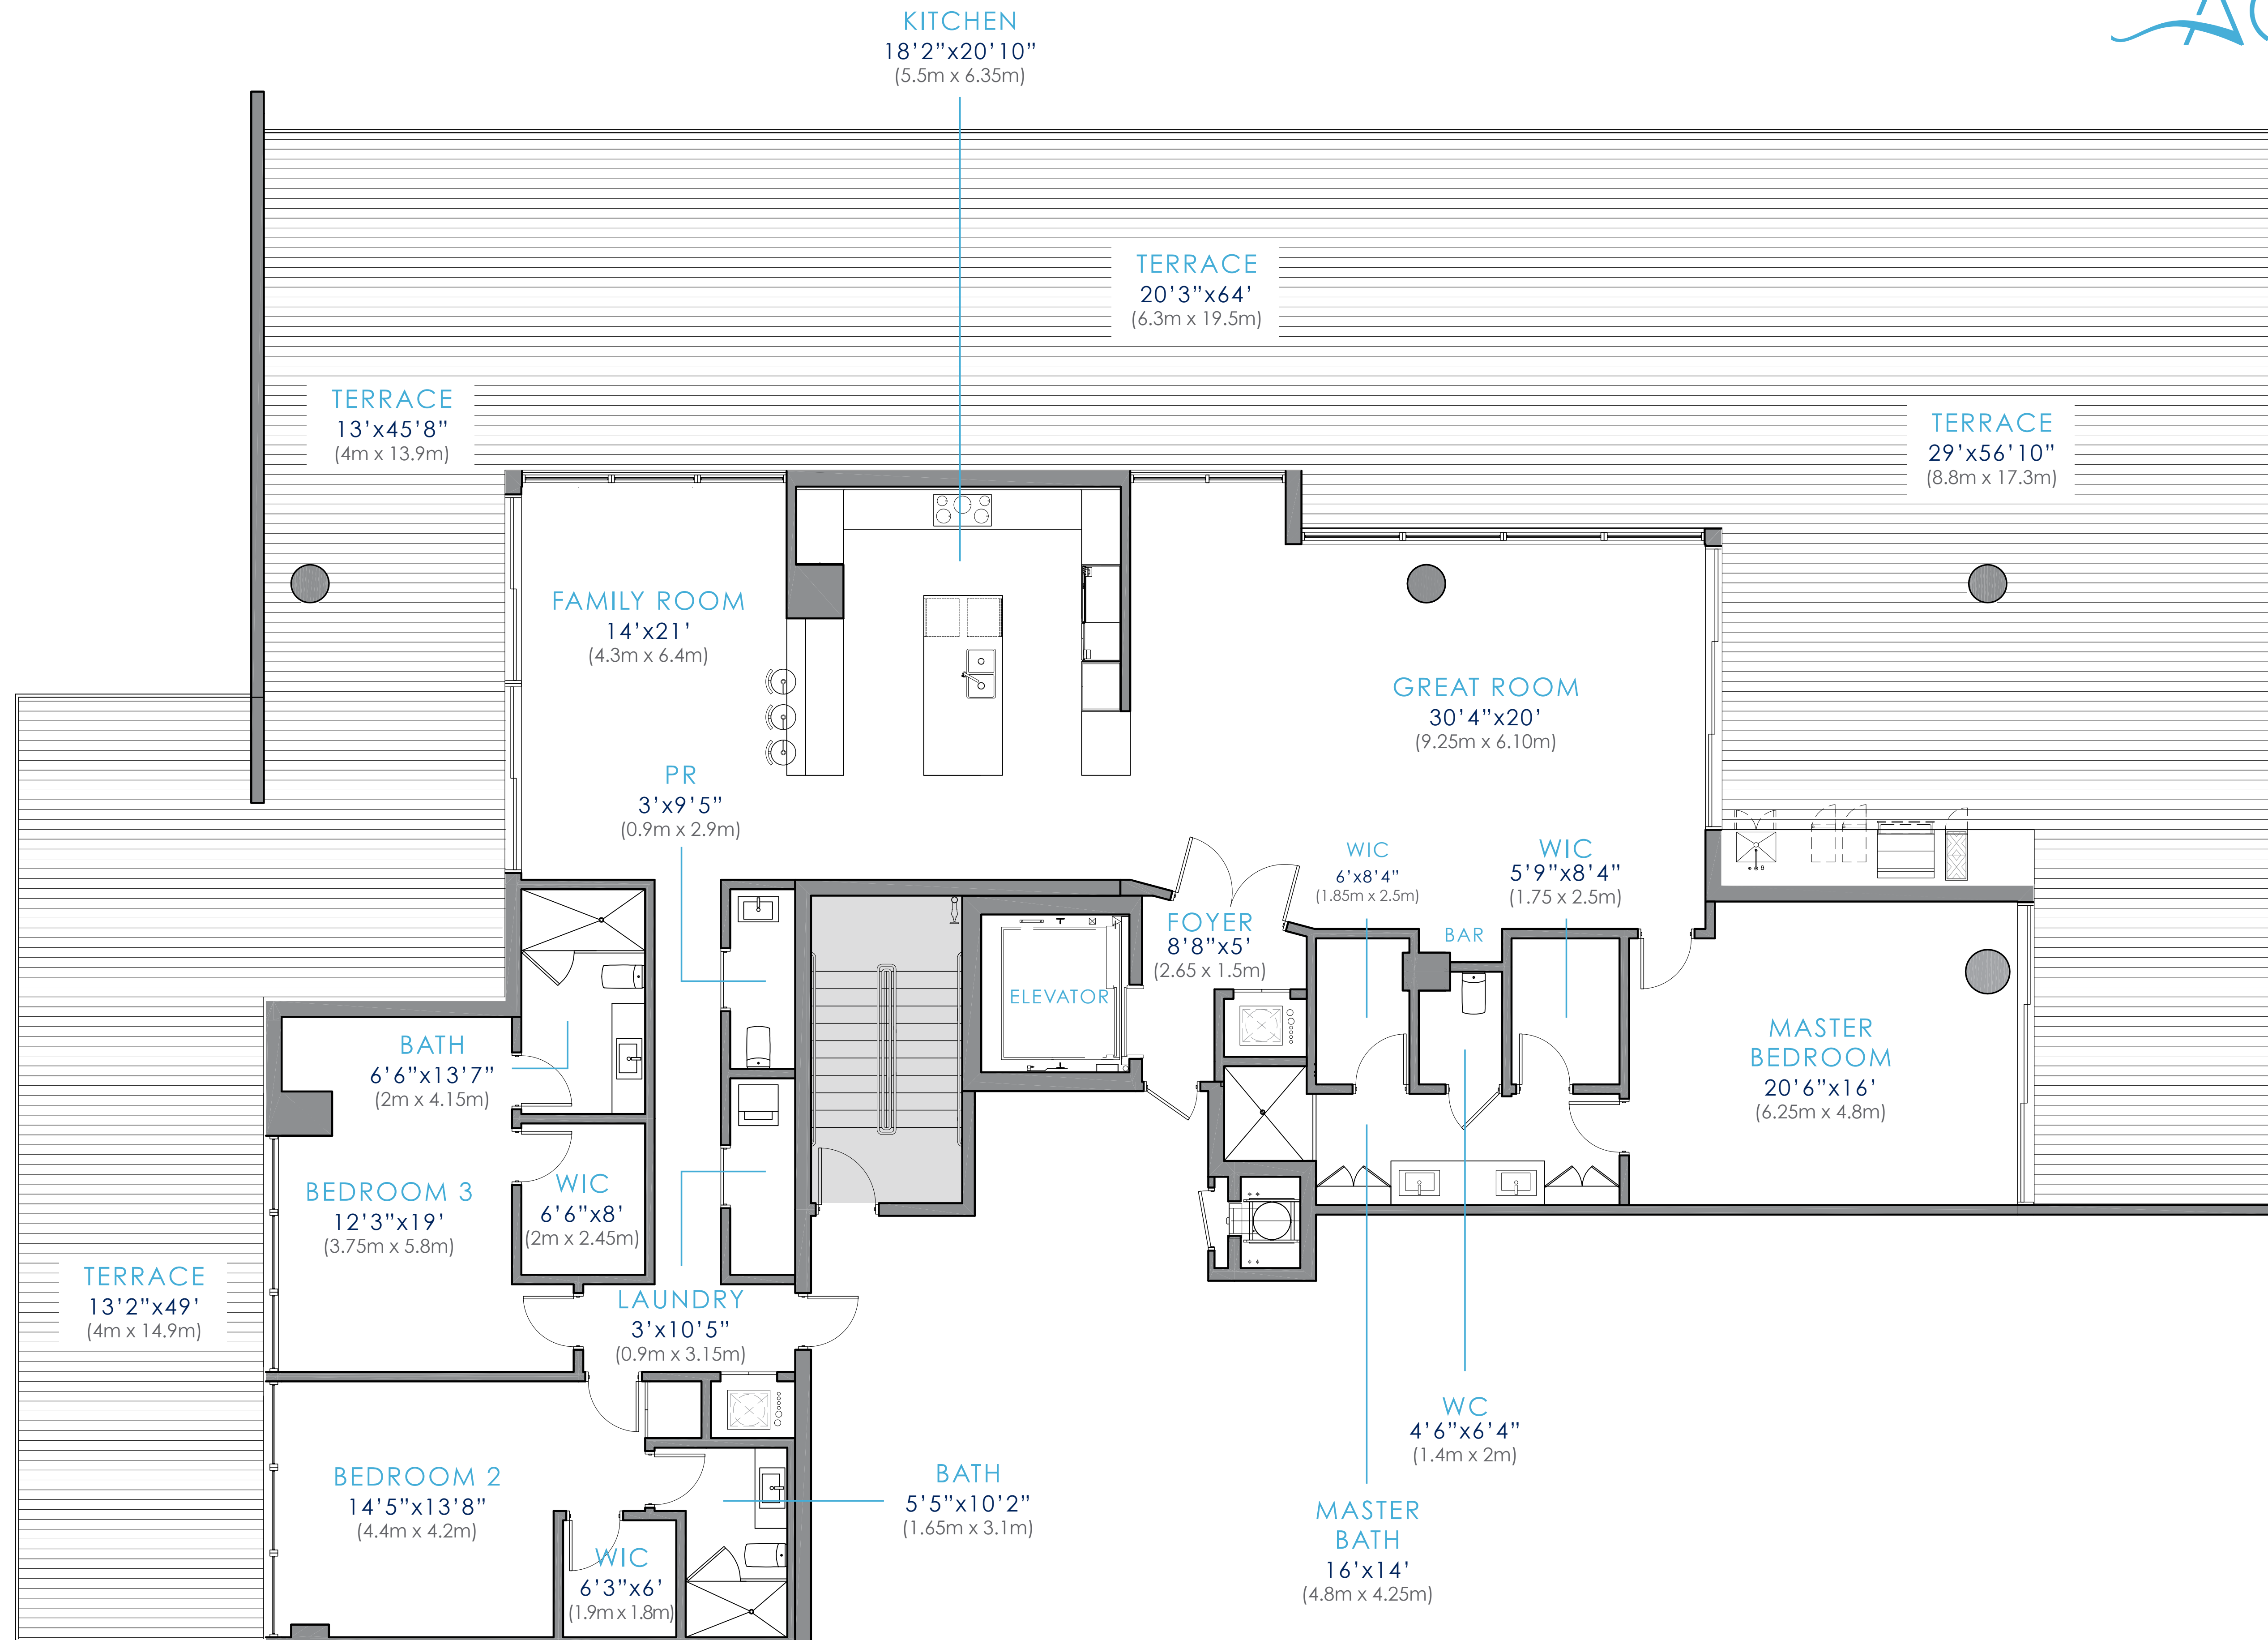 KITCHEN
18'2”x20'10”
(5.5m x 6.35m)
TERRACE
20'3”x64'
(6.3m x 19.5m)
TERRACE
13'x45'8”
(4m x 13.9m)
TERRACE
29'x56'10”
(8.8m x 17.3m)
FAMILY ROOM
14'x21'
(4.3m x 6.4m)
GREAT ROOM
30'4”x20'
(9.25m x 6.10m)
PR
3'x9'5”
(0.9m x 2.9m)
WIC
6'x8'4”
(1.85m x 2.5m)
WIC
5'9”x8'4”
(1.75 x 2.5m)
FOYER
8'8”x5'
(2.65 x 1.5m)
BAR
ELEVATOR
BATH
6'6”x13'7”
(2m x 4.15m)
MASTER
BEDROOM
20'6”x16'
(6.25m x 4.8m)
BEDROOM 3
12'3”x19'
(3.75m x 5.8m)
WIC
6'6”x8'
(2m x 2.45m)
TERRACE
13'2”x49'
(4m x 14.9m)
LAUNDRY
3'x10'5”
(0.9m x 3.15m)
WC
4'6”x6'4”
(1.4m x 2m)
BEDROOM 2
14'5”x13'8”
(4.4m x 4.2m)
BATH
5'5”x10'2”
(1.65m x 3.1m)
MASTER
BATH
16'x14'
(4.8m x 4.25m)
WIC
6'3”x6'
(1.9m x 1.8m)